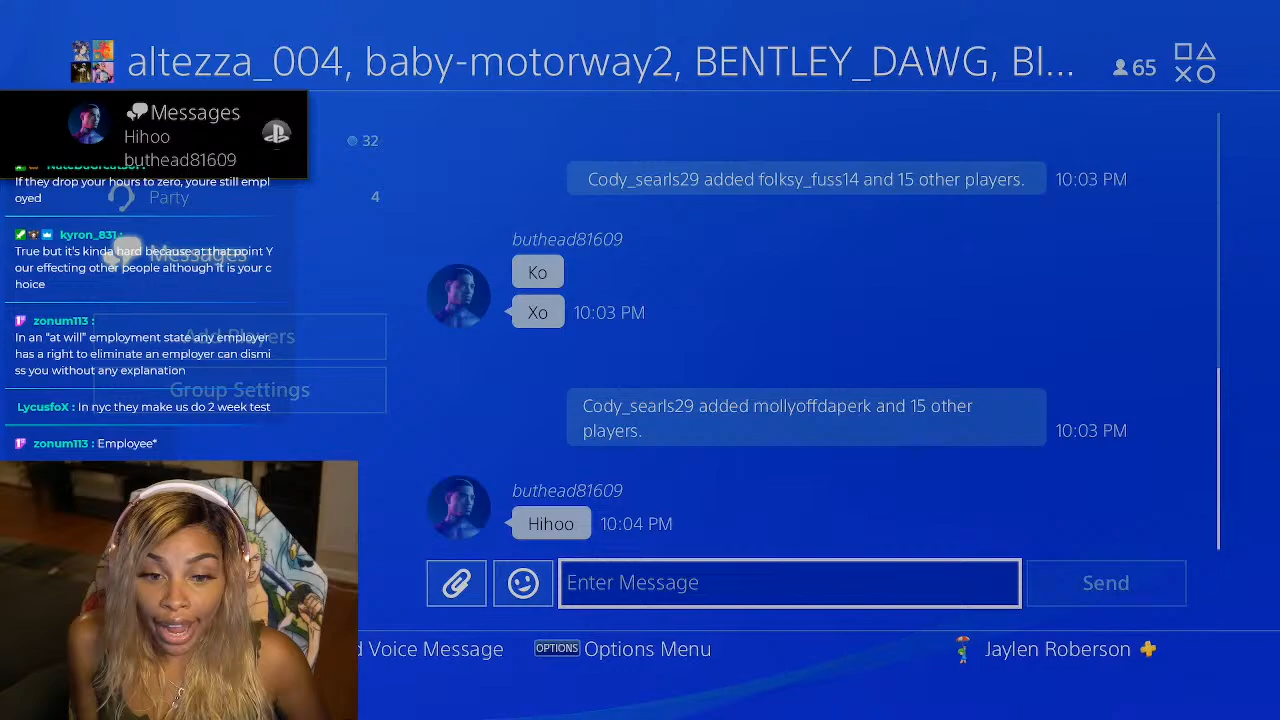 altezza_004, baby-motorway2, BENTLEY_DAWG, Bl...
65
Messages
Hihoo
buthead81609
32
If they drop your hours to zero, youre still empl
oyed
Party
4
kyron_831 :
True but it's kinda hard because at that point Y
our effecting other people although it is your c
hoice
Messages
zonum113 :
In an "at will" employment state any employer
has a right to eliminate an employer can dismi
ss you without any explanation
Add Players
Group Settings
LycusfoX : In nyc they make us do 2 week test
zonum113 : Employee*
Cody_searls29 added folksy_fuss14 and 15 other players.
10:03 PM
buthead81609
Ko
Xo
10:03 PM
Cody_searls29 added mollyoffdaperk and 15 other
players.
10:03 PM
buthead81609
Hihoo
10:04 PM
Enter Message
Send
d Voice Message
OPTIONS
Options Menu
Jaylen Roberson